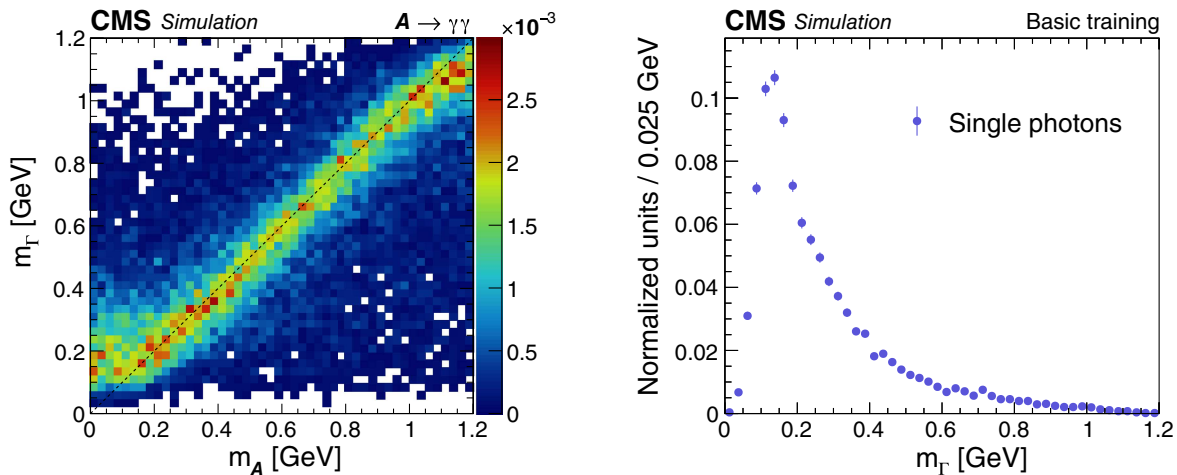 CMS Simulation A → γγ ×10⁻³
m_Γ [GeV]
1.2
1
0.8
0.6
0.4
0.2
0
0 0.2 0.4 0.6 0.8 1 1.2
m_A [GeV]
2.5
2
1.5
1
0.5
0
CMS Simulation Basic training
Normalized units / 0.025 GeV
0.1
0.08
0.06
0.04
0.02
0
Single photons
0 0.2 0.4 0.6 0.8 1 1.2
m_Γ [GeV]